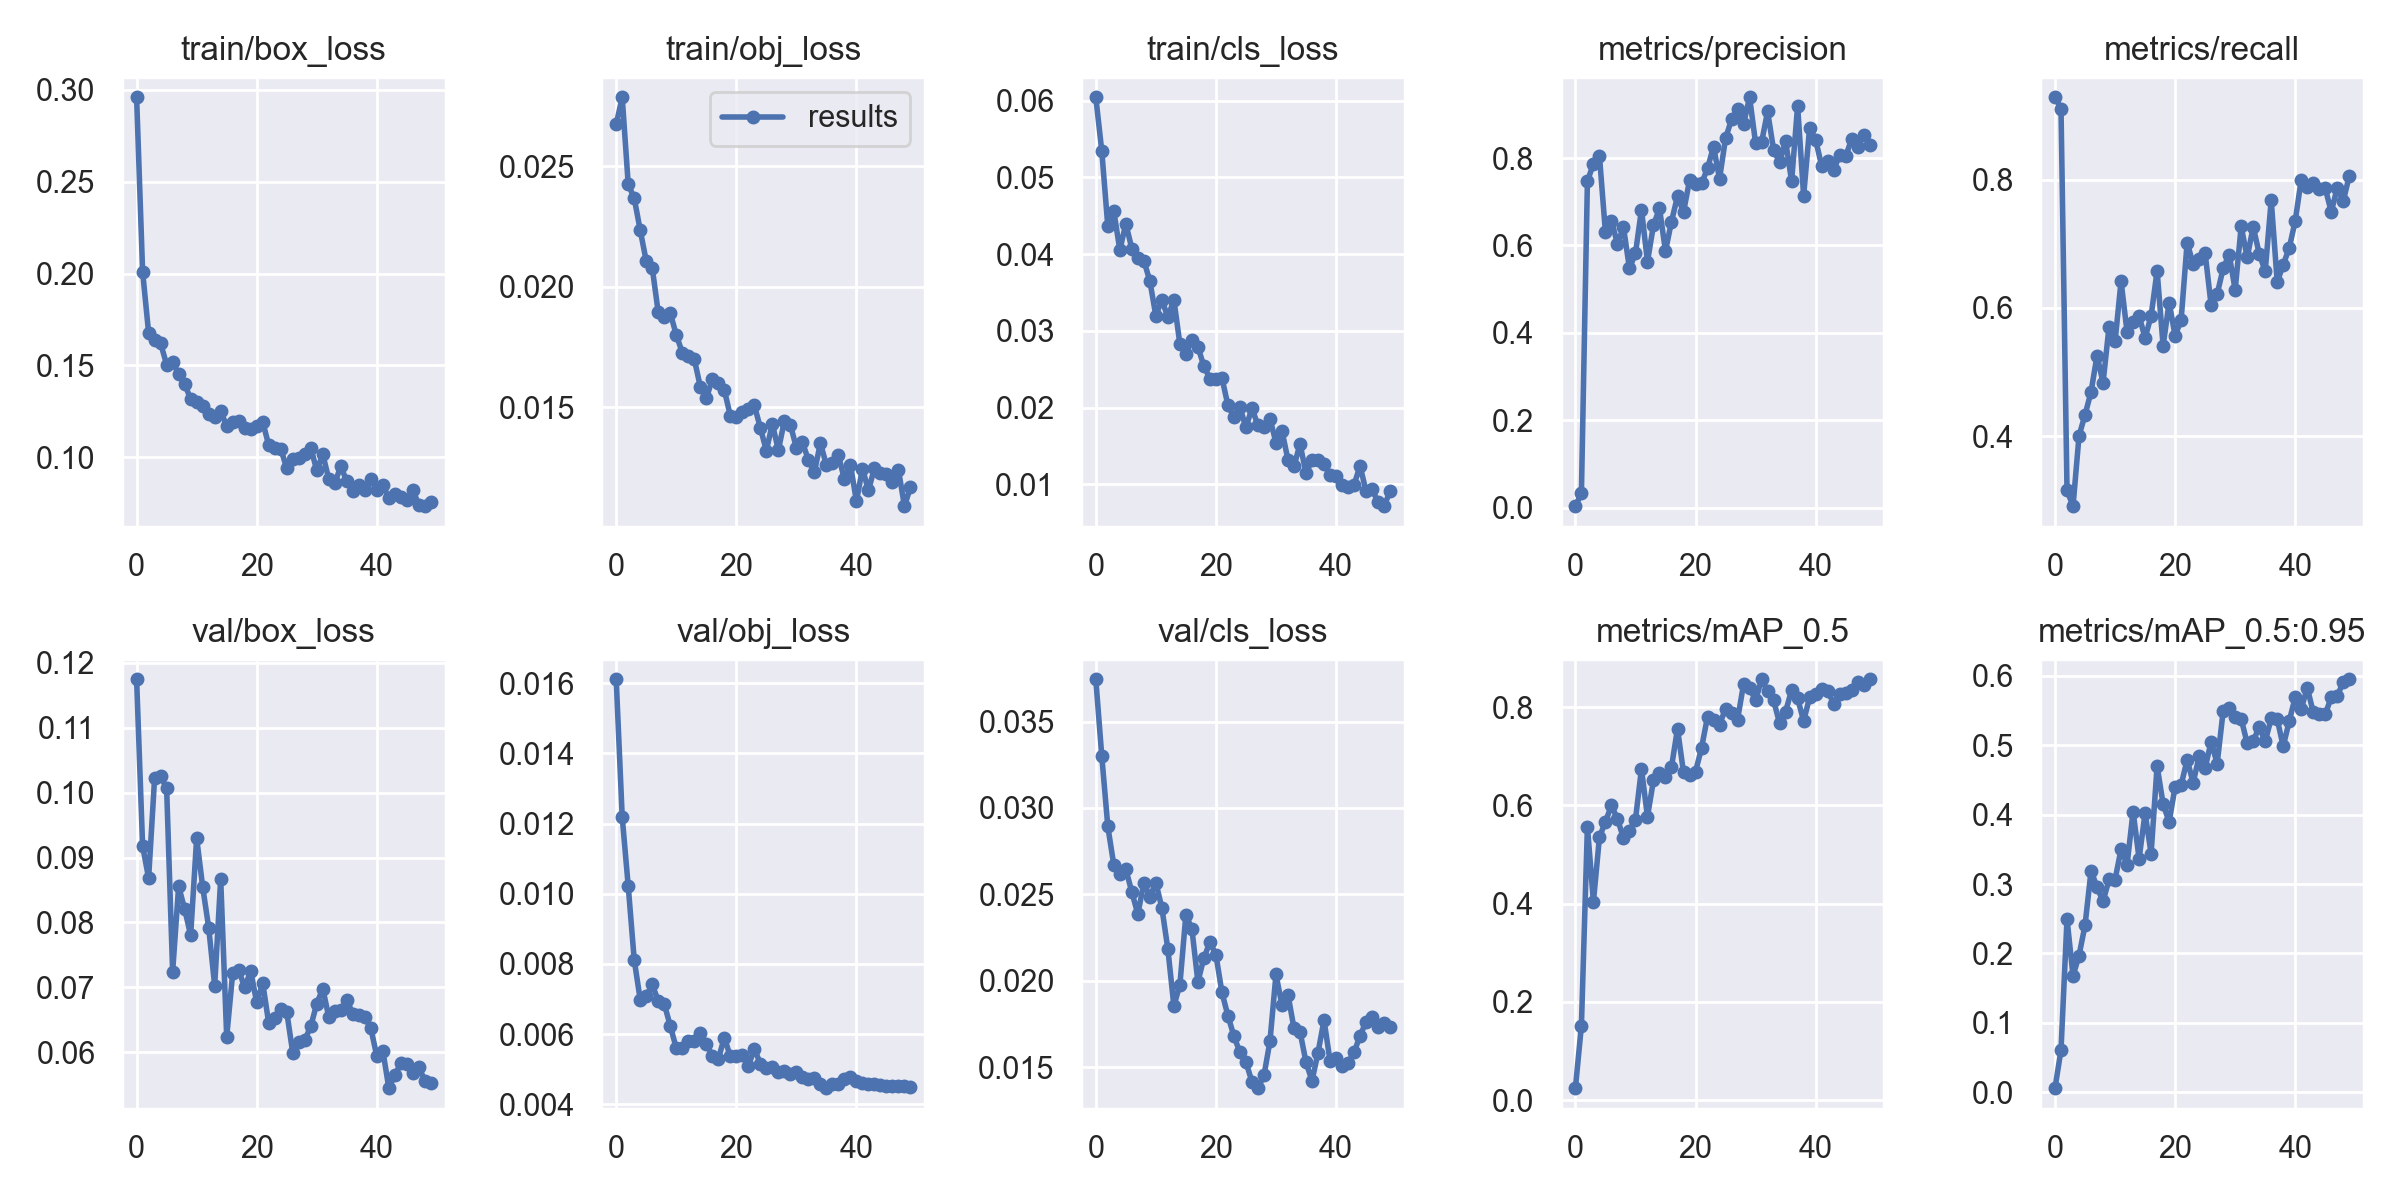 train/box_loss
0.30
0.25
0.20
0.15
0.10
0 20 40
train/obj_loss
results
0.025
0.020
0.015
0 20 40
train/cls_loss
0.06
0.05
0.04
0.03
0.02
0.01
0 20 40
metrics/precision
0.8
0.6
0.4
0.2
0.0
0 20 40
metrics/recall
0.8
0.6
0.4
0 20 40
val/box_loss
0.12
0.11
0.10
0.09
0.08
0.07
0.06
0 20 40
val/obj_loss
0.016
0.014
0.012
0.010
0.008
0.006
0.004
0 20 40
val/cls_loss
0.035
0.030
0.025
0.020
0.015
0 20 40
metrics/mAP_0.5
0.8
0.6
0.4
0.2
0.0
0 20 40
metrics/mAP_0.5:0.95
0.6
0.5
0.4
0.3
0.2
0.1
0.0
0 20 40